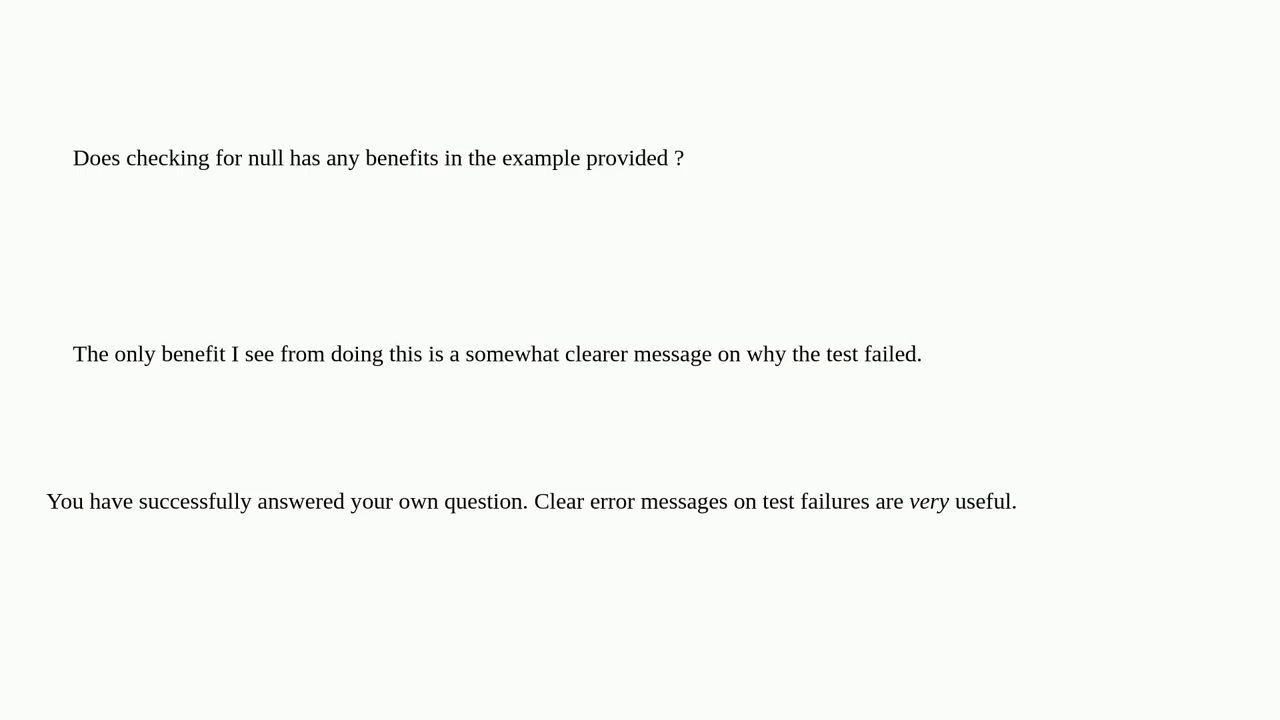 Does checking for null has any benefits in the example provided ?
The only benefit I see from doing this is a somewhat clearer message on why the test failed.
You have successfully answered your own question. Clear error messages on test failures are very useful.